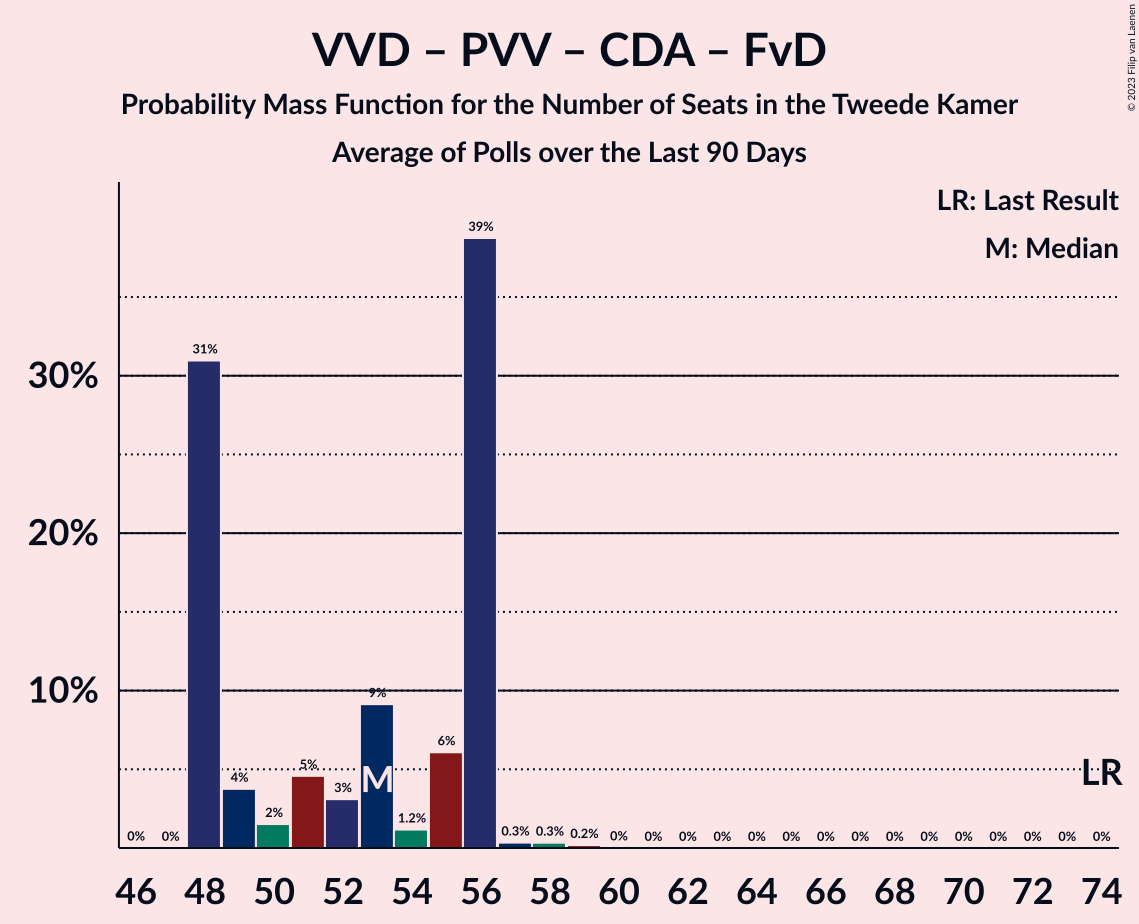 VVD – PVV – CDA – FvD
Probability Mass Function for the Number of Seats in the Tweede Kamer
Average of Polls over the Last 90 Days
© 2023 Filip van Laenen
LR: Last Result
M: Median
30%
20%
10%
0% 0% 31% 4% 2% 5% 3% 9% 1.2% 6% 39% 0.3% 0.3% 0.2% 0% 0% 0% 0% 0% 0% 0% 0% 0% 0% 0% 0% 0% 0% 0%
M
LR
46 48 50 52 54 56 58 60 62 64 66 68 70 72 74